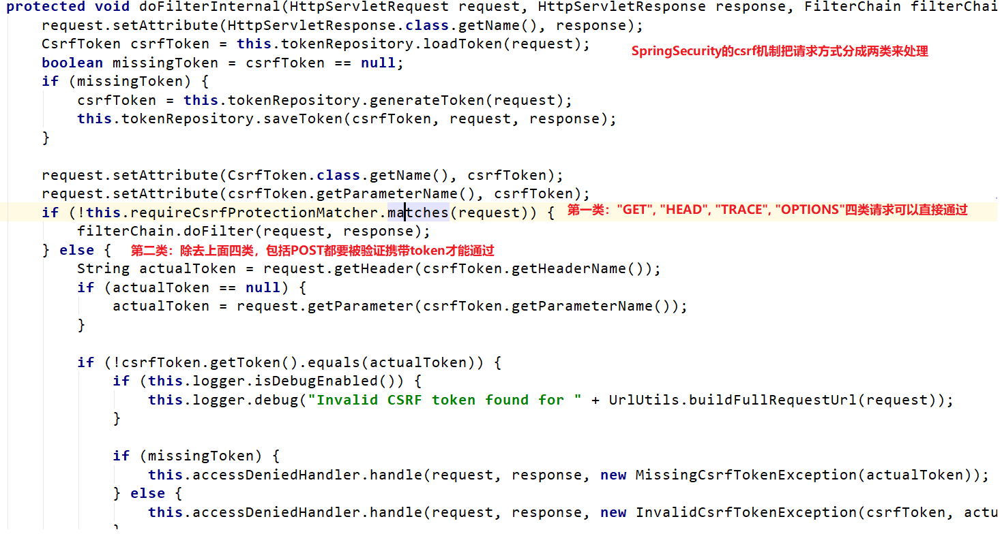 protected void doFilterInternal(HttpServletRequest request, HttpServletResponse response, FilterChain filterChai
request.setAttribute(HttpServletResponse.class.getName(), response);
CsrfToken csrfToken = this.tokenRepository.loadToken(request);
SpringSecurity的csrf机制把请求方式分成两类来处理
boolean missingToken = csrfToken == null;
if (missingToken) {
csrfToken = this.tokenRepository.generateToken(request);
this.tokenRepository.saveToken(csrfToken, request, response);
}
request.setAttribute(CsrfToken.class.getName(), csrfToken);
request.setAttribute(csrfToken.getParameterName(), csrfToken);
if (!this.requireCsrfProtectionMatcher.matches(request)) { 第一类："GET", "HEAD", "TRACE", "OPTIONS"四类请求可以直接通过
filterChain.doFilter(request, response);
} else { 第二类：除去上面四类，包括POST都要被验证携带token才能通过
String actualToken = request.getHeader(csrfToken.getHeaderName());
if (actualToken == null) {
actualToken = request.getParameter(csrfToken.getParameterName());
}
if (!csrfToken.getToken().equals(actualToken)) {
if (this.logger.isDebugEnabled()) {
this.logger.debug("Invalid CSRF token found for " + UrlUtils.buildFullRequestUrl(request));
}
if (missingToken) {
this.accessDeniedHandler.handle(request, response, new MissingCsrfTokenException(actualToken));
} else {
this.accessDeniedHandler.handle(request, response, new InvalidCsrfTokenException(csrfToken, actu